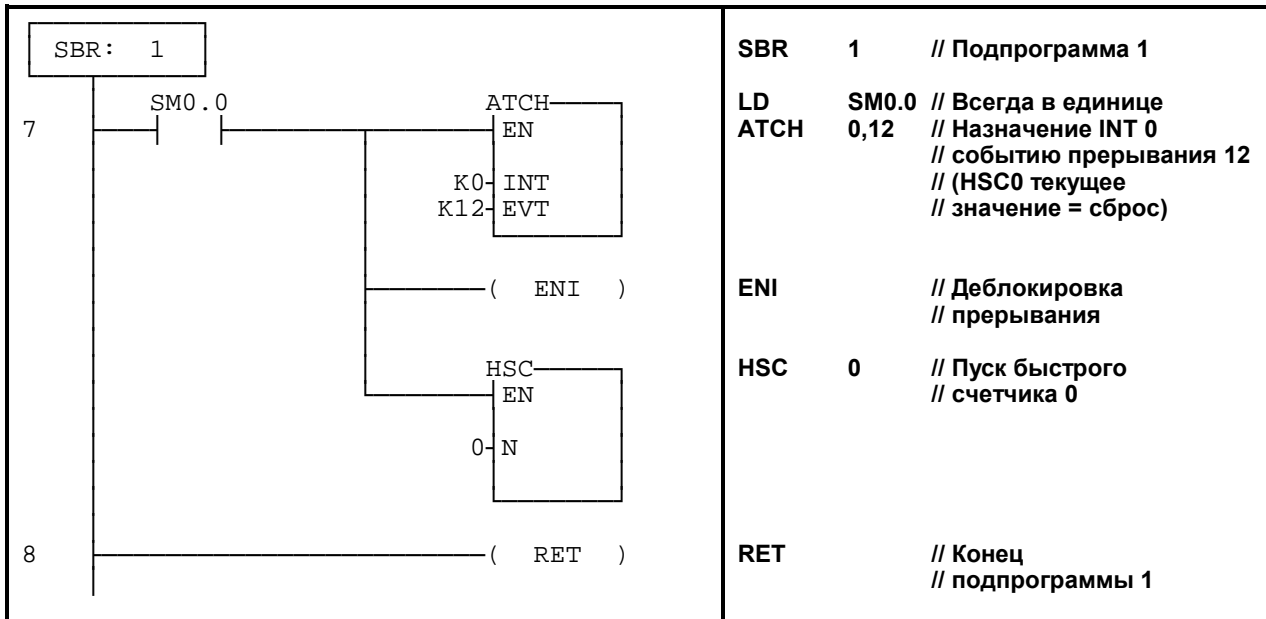 SBR: 1
SBR 1 // Подпрограмма 1
7
SM0.0
ATCH
EN
K0 INT
K12 EVT
LD SM0.0 // Всегда в единице
ATCH 0,12 // Назначение INT 0
// событию прерывания 12
// (HSC0 текущее
// значение = сброс)
( ENI )
ENI // Деблокировка
// прерывания
HSC
EN
0 N
HSC 0 // Пуск быстрого
// счетчика 0
8
( RET )
RET // Конец
// подпрограммы 1